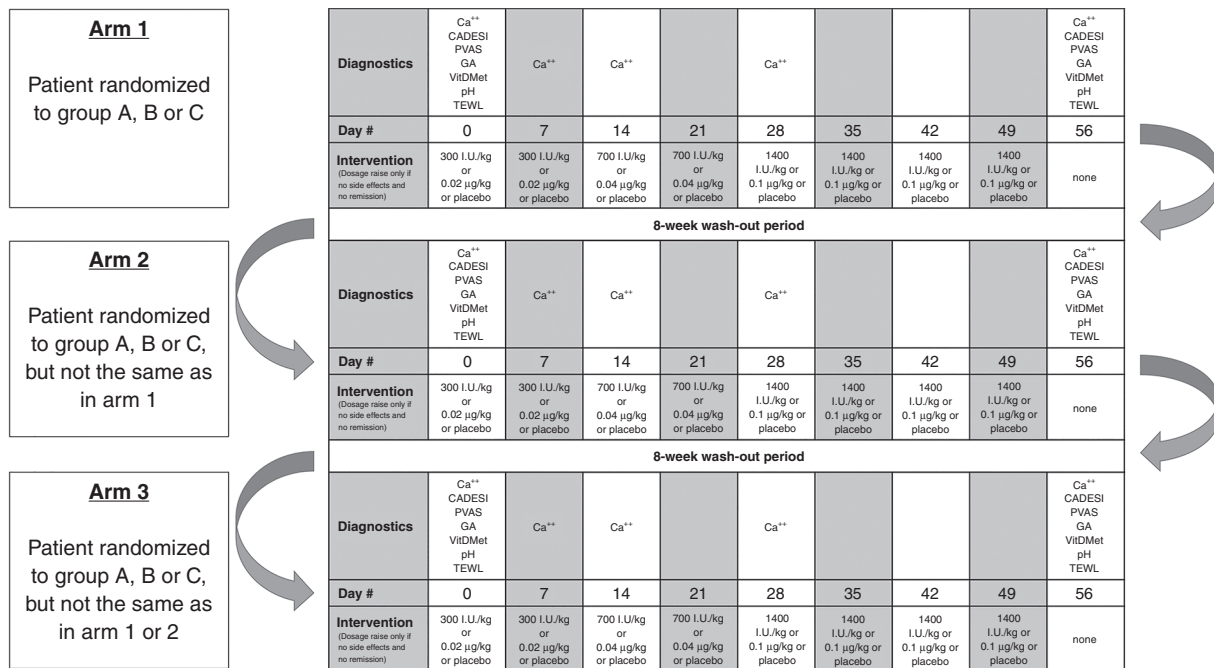 Arm 1
Patient randomized
to group A, B or C
Diagnostics
Ca++
CADESI
PVAS
GA
VitDMet
pH
TEWL
Ca++
Ca++
Ca++
Ca++
CADESI
PVAS
GA
VitDMet
pH
TEWL
Day # 0 7 14 21 28 35 42 49 56
Intervention
(Dosage raise only if
no side effects and
no remission)
300 I.U./kg
or
0.02 μg/kg
or placebo
300 I.U./kg
or
0.02 μg/kg
or placebo
700 I.U/kg
or
0.04 μg/kg
or placebo
700 I.U./kg
or
0.04 μg/kg
or placebo
1400
I.U./kg or
0.1 μg/kg or
placebo
1400
I.U./kg or
0.1 μg/kg or
placebo
1400
I.U./kg or
0.1 μg/kg or
placebo
1400
I.U./kg or
0.1 μg/kg or
placebo
none
8-week wash-out period
Arm 2
Patient randomized
to group A, B or C,
but not the same as
in arm 1
Diagnostics
Ca++
CADESI
PVAS
GA
VitDMet
pH
TEWL
Ca++
Ca++
Ca++
Ca++
CADESI
PVAS
GA
VitDMet
pH
TEWL
Day # 0 7 14 21 28 35 42 49 56
Intervention
(Dosage raise only if
no side effects and
no remission)
300 I.U./kg
or
0.02 μg/kg
or placebo
300 I.U./kg
or
0.02 μg/kg
or placebo
700 I.U/kg
or
0.04 μg/kg
or placebo
700 I.U./kg
or
0.04 μg/kg
or placebo
1400
I.U./kg or
0.1 μg/kg or
placebo
1400
I.U./kg or
0.1 μg/kg or
placebo
1400
I.U./kg or
0.1 μg/kg or
placebo
1400
I.U./kg or
0.1 μg/kg or
placebo
none
8-week wash-out period
Arm 3
Patient randomized
to group A, B or C,
but not the same as
in arm 1 or 2
Diagnostics
Ca++
CADESI
PVAS
GA
VitDMet
pH
TEWL
Ca++
Ca++
Ca++
Ca++
CADESI
PVAS
GA
VitDMet
pH
TEWL
Day # 0 7 14 21 28 35 42 49 56
Intervention
(Dosage raise only if
no side effects and
no remission)
300 I.U./kg
or
0.02 μg/kg
or placebo
300 I.U./kg
or
0.02 μg/kg
or placebo
700 I.U/kg
or
0.04 μg/kg
or placebo
700 I.U./kg
or
0.04 μg/kg
or placebo
1400
I.U./kg or
0.1 μg/kg or
placebo
1400
I.U./kg or
0.1 μg/kg or
placebo
1400
I.U./kg or
0.1 μg/kg or
placebo
1400
I.U./kg or
0.1 μg/kg or
placebo
none